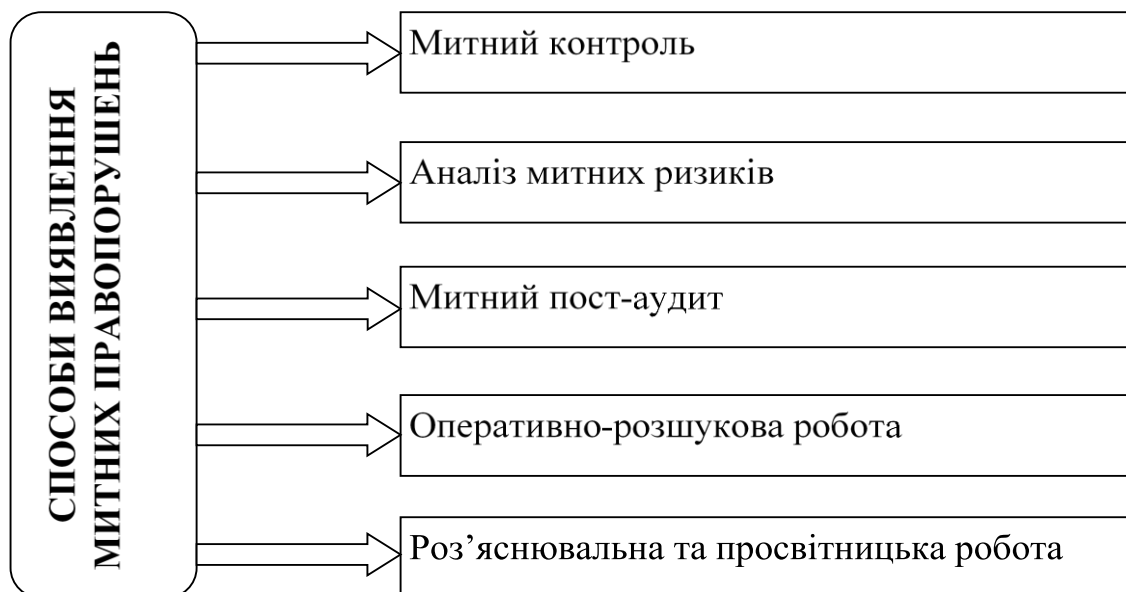 СПОСОБИ ВИЯВЛЕННЯ
МИТНИХ ПРАВОПОРУШЕНЬ
Митний контроль
Аналіз митних ризиків
Митний пост-аудит
Оперативно-розшукова робота
Роз’яснювальна та просвітницька робота